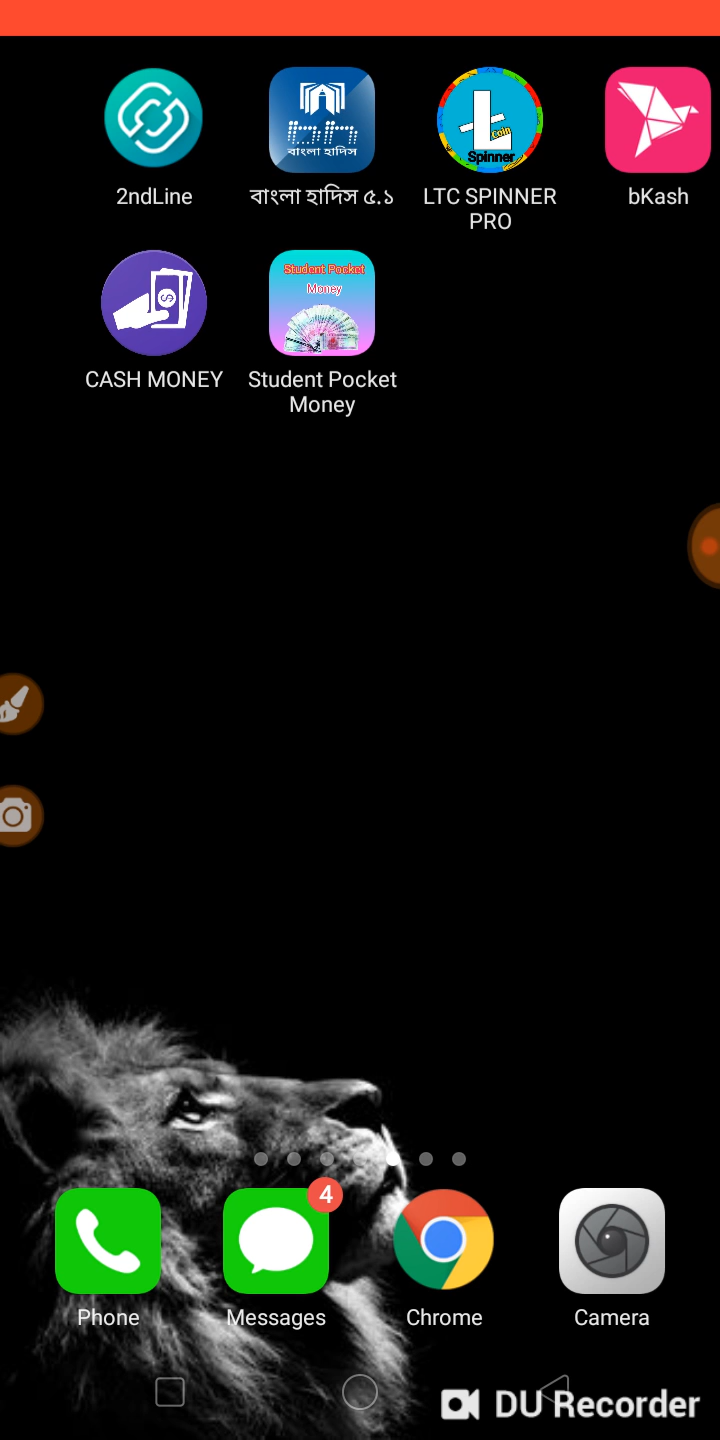 2ndLine
বাংলা হাদিস ৫.১
LTC SPINNER
PRO
bKash
বাংলা হাদিস
Coin
Spinner
CASH MONEY
Student Pocket
Money
Student Pocket
Money
4
Phone
Messages
Chrome
Camera
DU Recorder